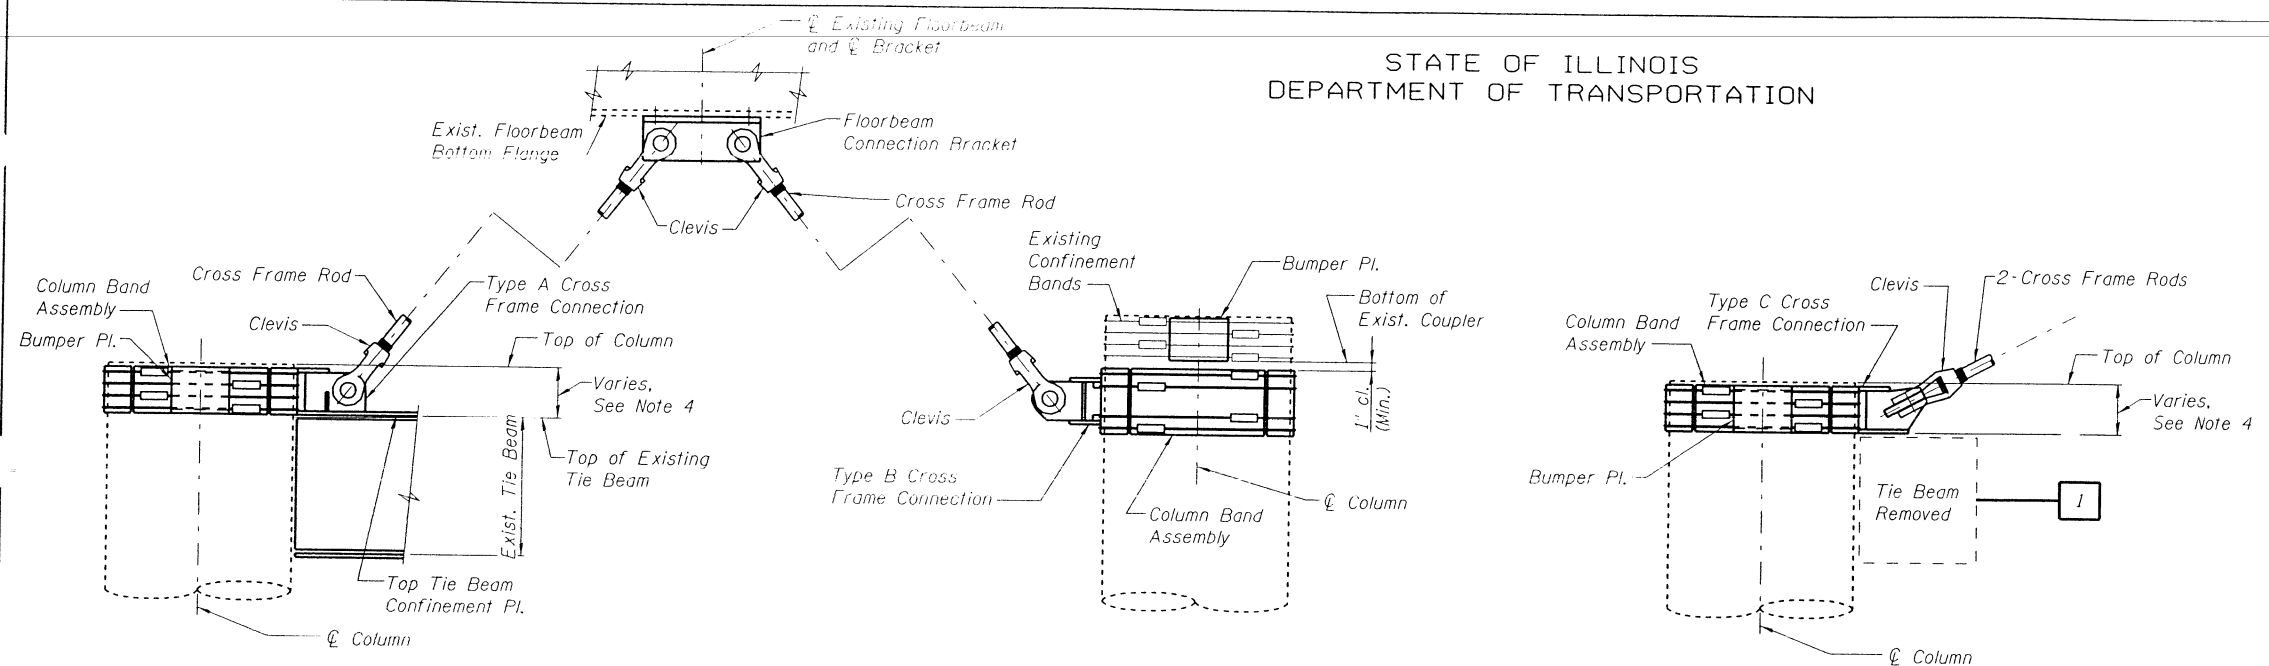 ℄ Existing Floorbeam
and ℄ Bracket
STATE OF ILLINOIS
DEPARTMENT OF TRANSPORTATION
Exist. Floorbeam
Bottom Flange
Floorbeam
Connection Bracket
Clevis
Cross Frame Rod
Column Band
Assembly
Cross Frame Rod
Type A Cross
Frame Connection
Clevis
Bumper Pl.
Top of Column
Varies,
See Note 4
Exist. Tie Beam
Top of Existing
Tie Beam
Top Tie Beam
Confinement Pl.
℄ Column
Existing
Confinement
Bands
Bumper Pl.
Bottom of
Exist. Coupler
1" cl.
(Min.)
Clevis
Type B Cross
Frame Connection
℄ Column
Column Band
Assembly
Clevis
2-Cross Frame Rods
Type C Cross
Frame Connection
Column Band
Assembly
Top of Column
Varies,
See Note 4
Bumper Pl.
Tie Beam
Removed
1
℄ Column